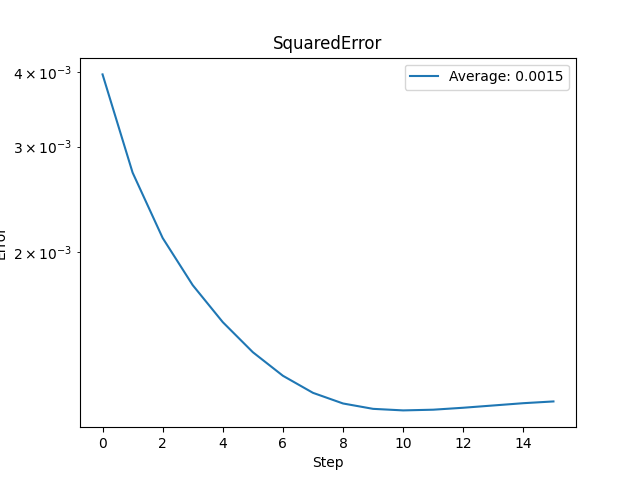 SquaredError
Average: 0.0015
4 × 10⁻³
3 × 10⁻³
2 × 10⁻³
Error
0 2 4 6 8 10 12 14
Step